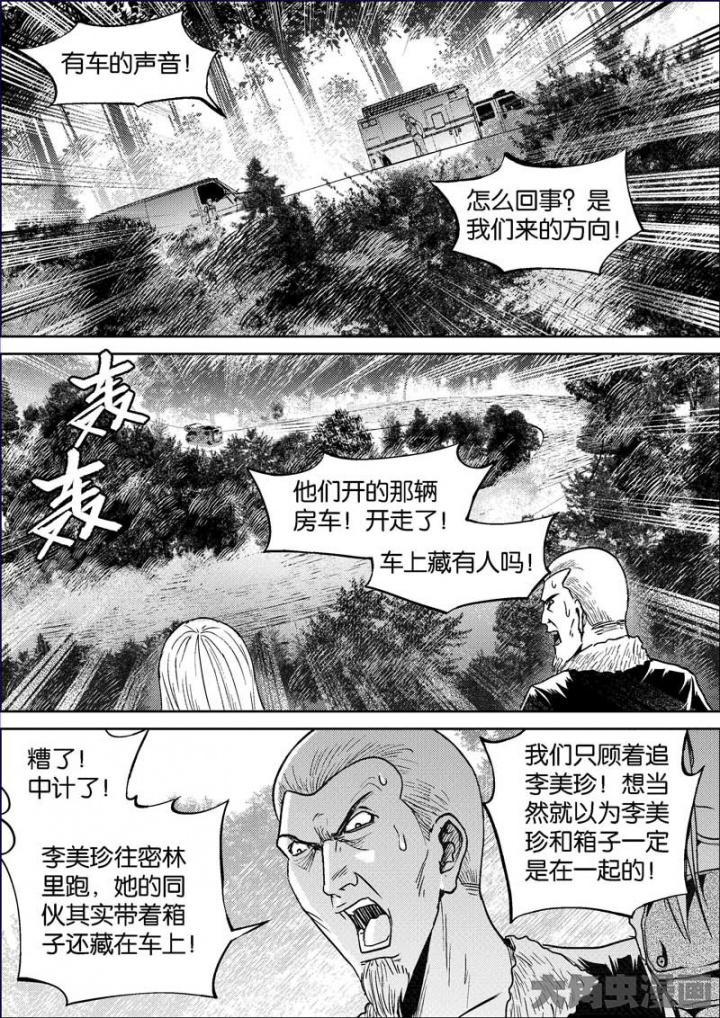 有车的声音！
怎么回事？是
我们来的方向！
轰
轰
他们开的那辆
房车！开走了！
车上藏有人吗！
糟了！
中计了！
李美珍往密林
里跑，她的同
伙其实带着箱
子还藏在车上！
我们只顾着追
李美珍！想当
然就以为李美
珍和箱子一定
是在一起的！
大角虫漫画